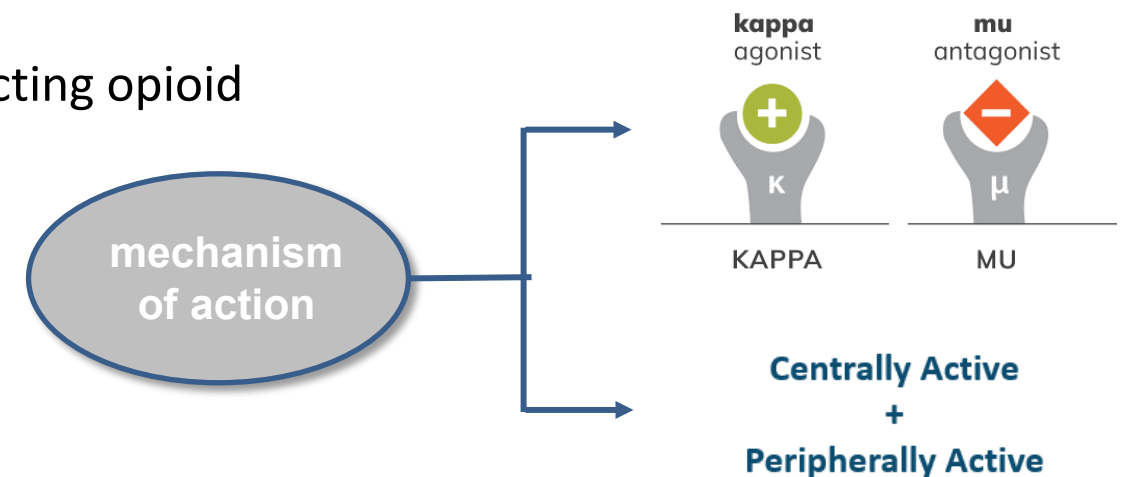 cting opioid
mechanism
of action
kappa
agonist
mu
antagonist
+
−
κ
μ
KAPPA
MU
Centrally Active
+
Peripherally Active